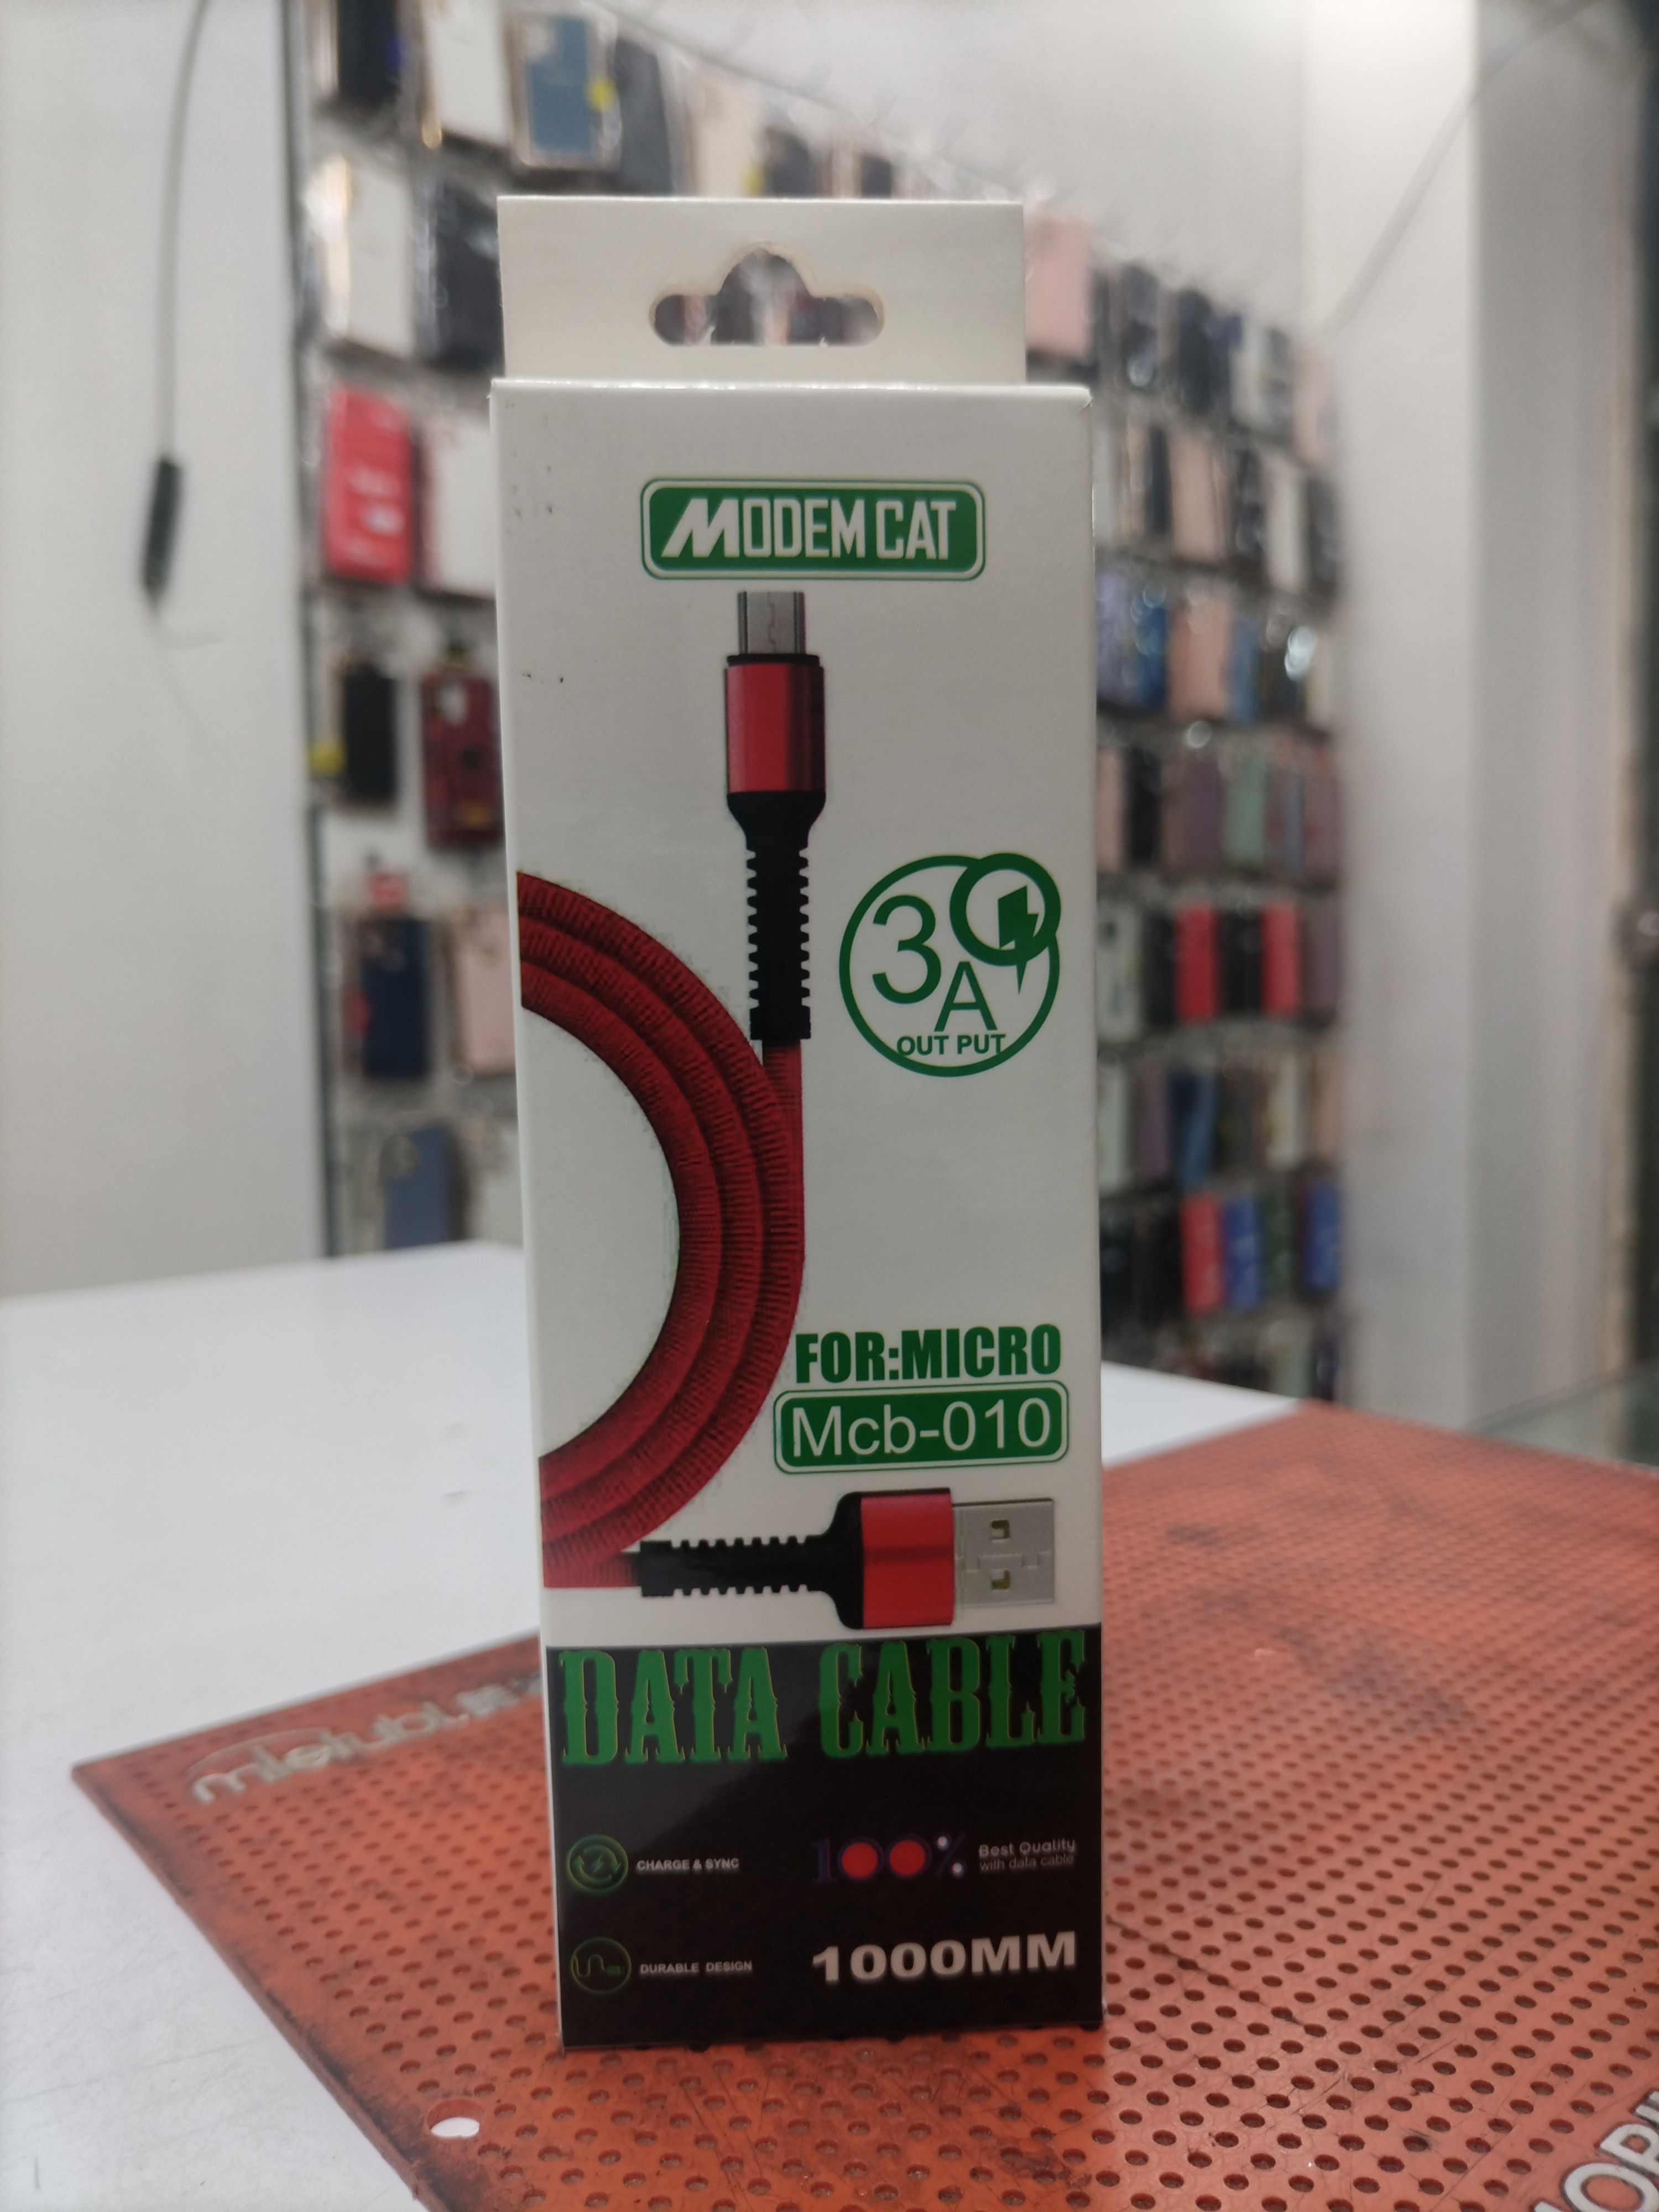 MODEM CAT
3A
OUT PUT
FOR:MICRO
Mcb-010
DATA CABLE
CHARGE & SYNC
100% Best Quality
with data cable
DURABLE DESIGN
1000MM